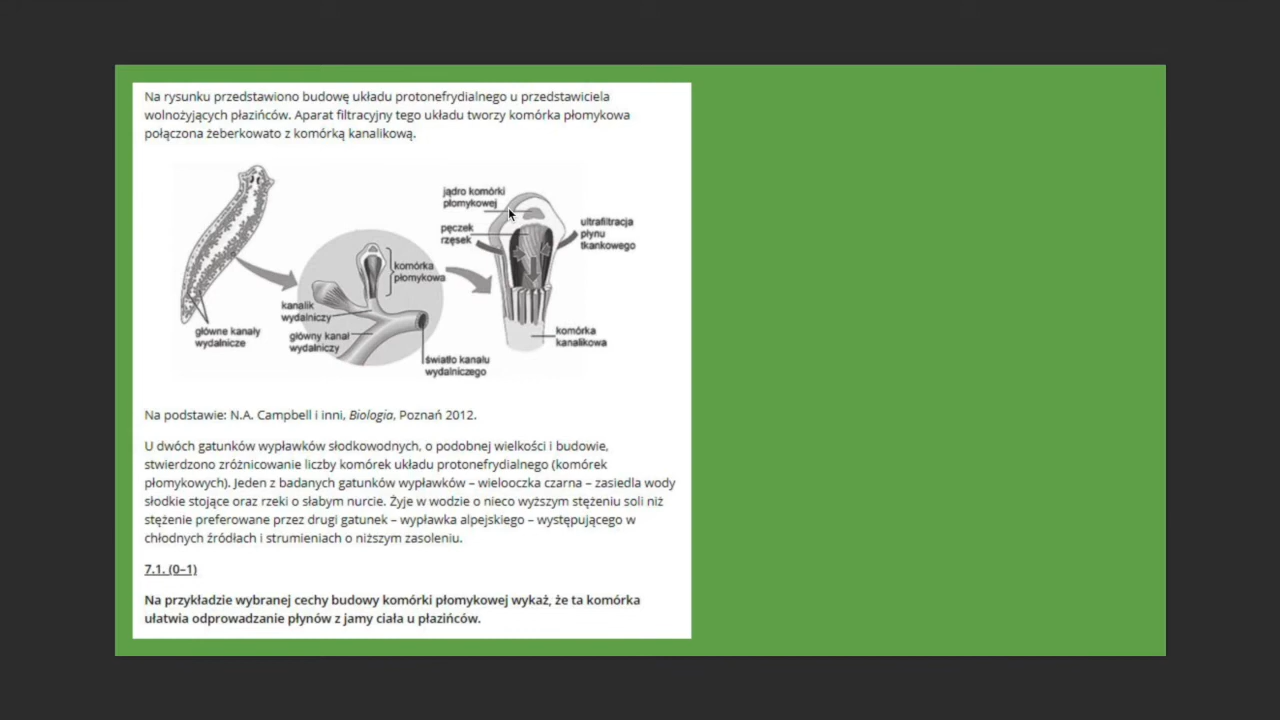 Na rysunku przedstawiono budowę układu protonefrydialnego u przedstawiciela
wolnożyjących płazińców. Aparat filtracyjny tego układu tworzy komórka płomykowa
połączona żeberkowato z komórką kanalikową.
jądro komórki
płomykowej
pęczek
rzęsek
ultrafiltracja
płynu
tkankowego
komórka
płomykowa
kanalik
wydalniczy
główny kanał
wydalniczy
główne kanały
wydalnicze
światło kanału
wydalniczego
komórka
kanalikowa
Na podstawie: N.A. Campbell i inni, Biologia, Poznań 2012.
U dwóch gatunków wypławków słodkowodnych, o podobnej wielkości i budowie,
stwierdzono zróżnicowanie liczby komórek układu protonefrydialnego (komórek
płomykowych). Jeden z badanych gatunków wypławków – wielooczka czarna – zasiedla wody
słodkie stojące oraz rzeki o słabym nurcie. Żyje w wodzie o nieco wyższym stężeniu soli niż
stężenie preferowane przez drugi gatunek – wypławka alpejskiego – występującego w
chłodnych źródłach i strumieniach o niższym zasoleniu.
7.1. (0–1)
Na przykładzie wybranej cechy budowy komórki płomykowej wykaż, że ta komórka
ułatwia odprowadzanie płynów z jamy ciała u płazińców.